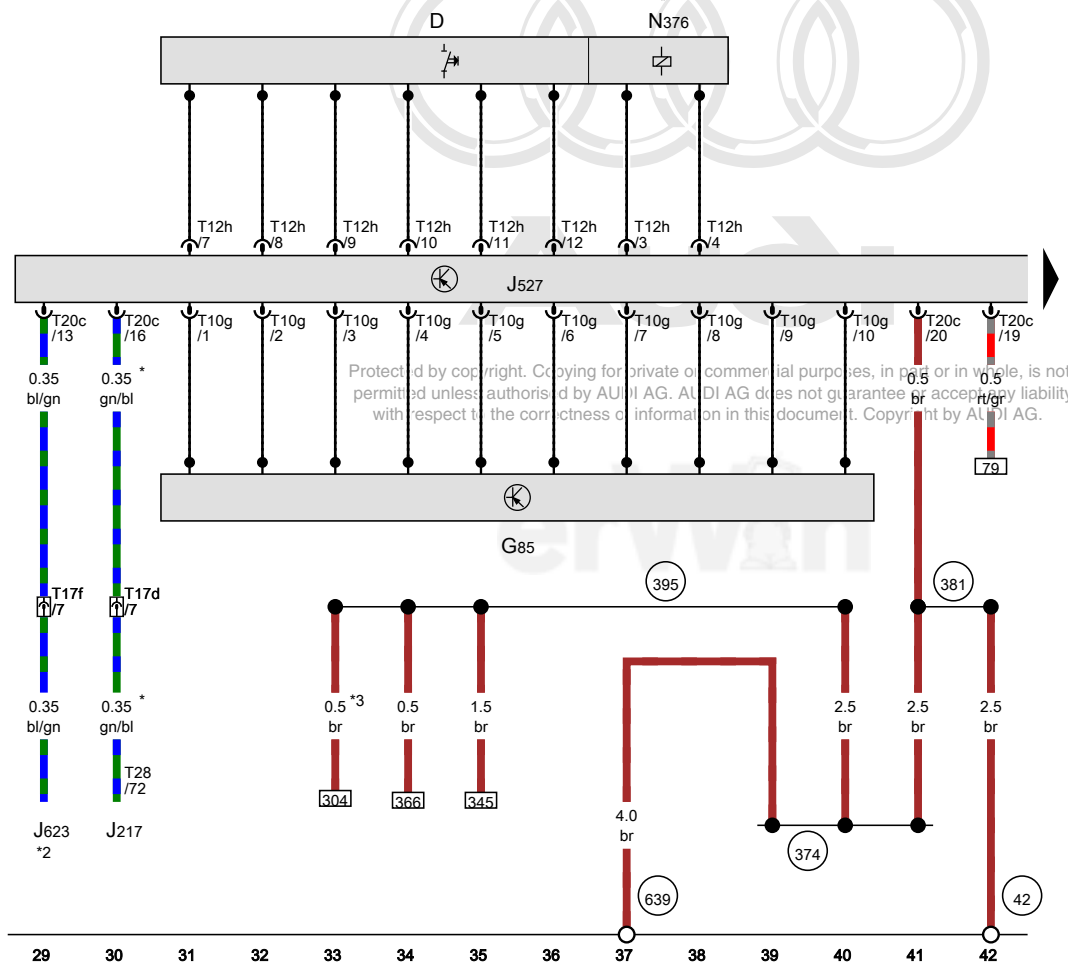 D
N376
T12h
/7
T12h
/8
T12h
/9
T12h
/10
T12h
/11
T12h
/12
T12h
/3
T12h
/4
Audi
J527
T20c
/13
T20c
/16
T10g
/1
T10g
/2
T10g
/3
T10g
/4
T10g
/5
T10g
/6
T10g
/7
T10g
/8
T10g
/9
T10g
/10
T20c
/20
T20c
/19
Protected by copyright. Copying for private or commercial purposes, in part or in whole, is not
permitted unless authorised by AUDI AG. AUDI AG does not guarantee or accept any liability
with respect to the correctness of information in this document. Copyright by AUDI AG.
0.35
bl/gn
0.35 *
gn/bl
0.5
br
0.5
rt/gr
79
G85
erWin
T17f
/7
T17d
/7
395
381
0.35
bl/gn
0.35 *
gn/bl
0.5 *3
br
0.5
br
1.5
br
2.5
br
2.5
br
2.5
br
T28
/72
304
366
345
J623
*2
J217
4.0
br
374
639
42
29 30 31 32 33 34 35 36 37 38 39 40 41 42